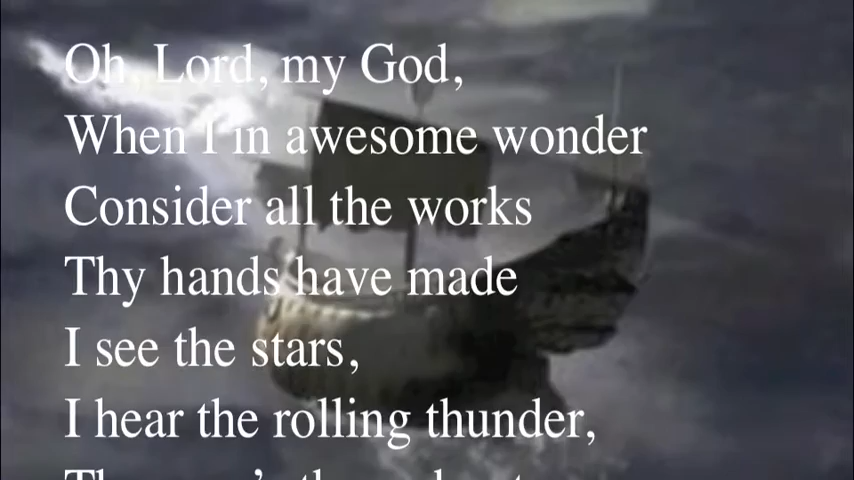 Oh, Lord, my God,
When I in awesome wonder
Consider all the works
Thy hands have made
I see the stars,
I hear the rolling thunder,